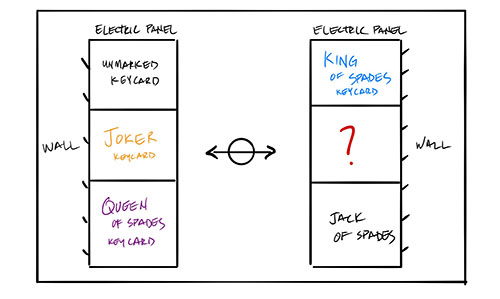 ELECTRIC PANEL
UNMARKED
KEYCARD
JOKER
KEYCARD
QUEEN
OF SPADES
KEYCARD
WALL
ELECTRIC PANEL
KING
OF SPADES
KEYCARD
?
JACK
OF SPADES
WALL